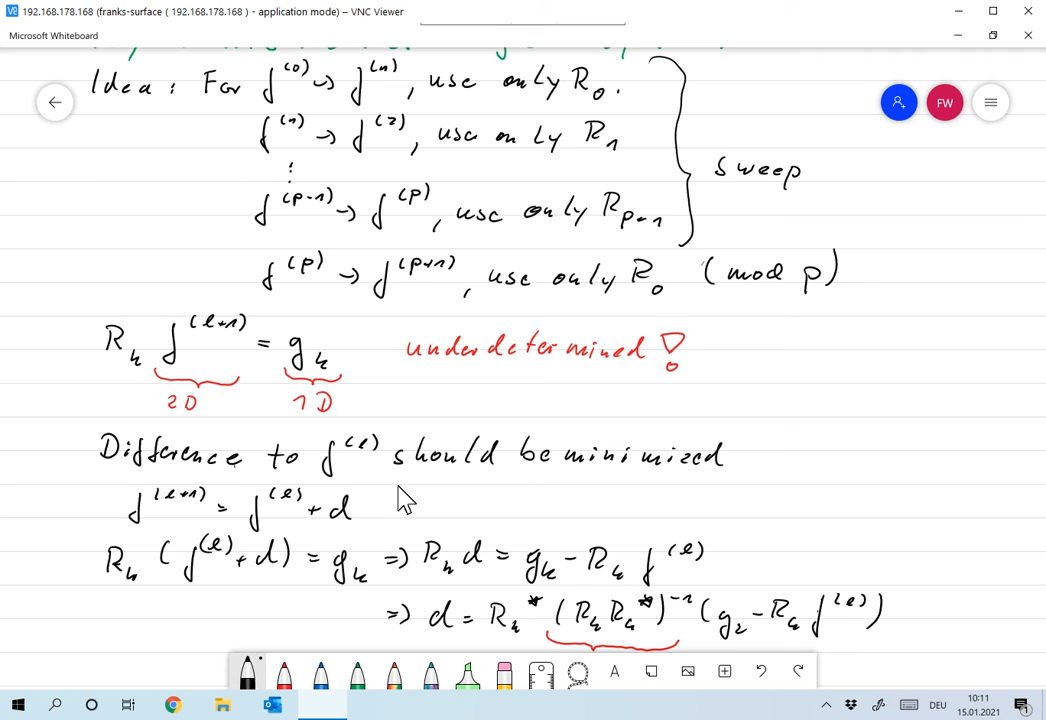 192.168.178.168 (franks-surface ( 192.168.178.168 ) - application mode) – VNC Viewer
Microsoft Whiteboard
FW
Idea: For f^(0) → f^(1), use only R_0.
f^(1) → f^(2), use only R_1
⋮
f^(p-1) → f^(p), use only R_p-1
sweep
f^(p) → f^(p+1), use only R_0 (mod p)
R_k f^(l+1) = g_k underdetermined!
2D 1D
Difference to f^(l) should be minimized
f^(l+1) = f^(l) + d
R_k (f^(l) + d) = g_k => R_k d = g_k - R_k f^(l)
=> d = R_k* (R_k R_k*)^-1 (g_k - R_k f^(l))
A
DEU
10:11
15.01.2021
1